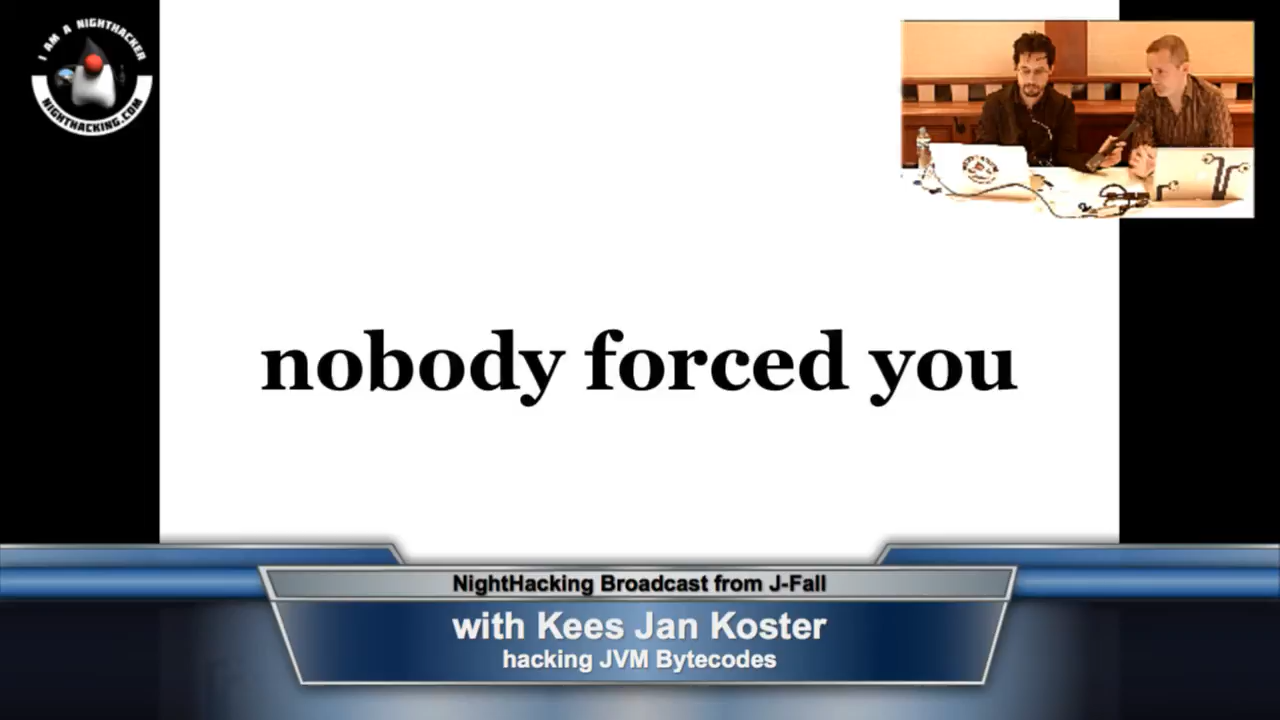 I AM A NIGHTHACKER
NIGHTHACKING.COM
nobody forced you
NightHacking Broadcast from J-Fall
with Kees Jan Koster
hacking JVM Bytecodes